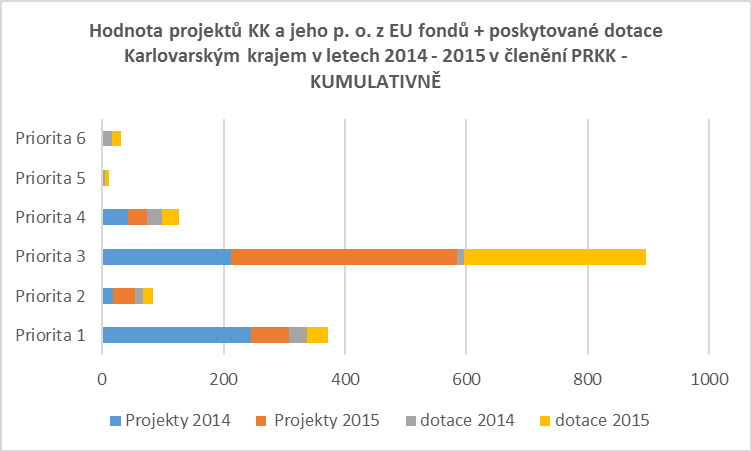 Hodnota projektů KK a jeho p. o. z EU fondů + poskytované dotace
Karlovarským krajem v letech 2014 - 2015 v členění PRKK -
KUMULATIVNĚ
Priorita 6
Priorita 5
Priorita 4
Priorita 3
Priorita 2
Priorita 1
0 200 400 600 800 1000
Projekty 2014 Projekty 2015 dotace 2014 dotace 2015